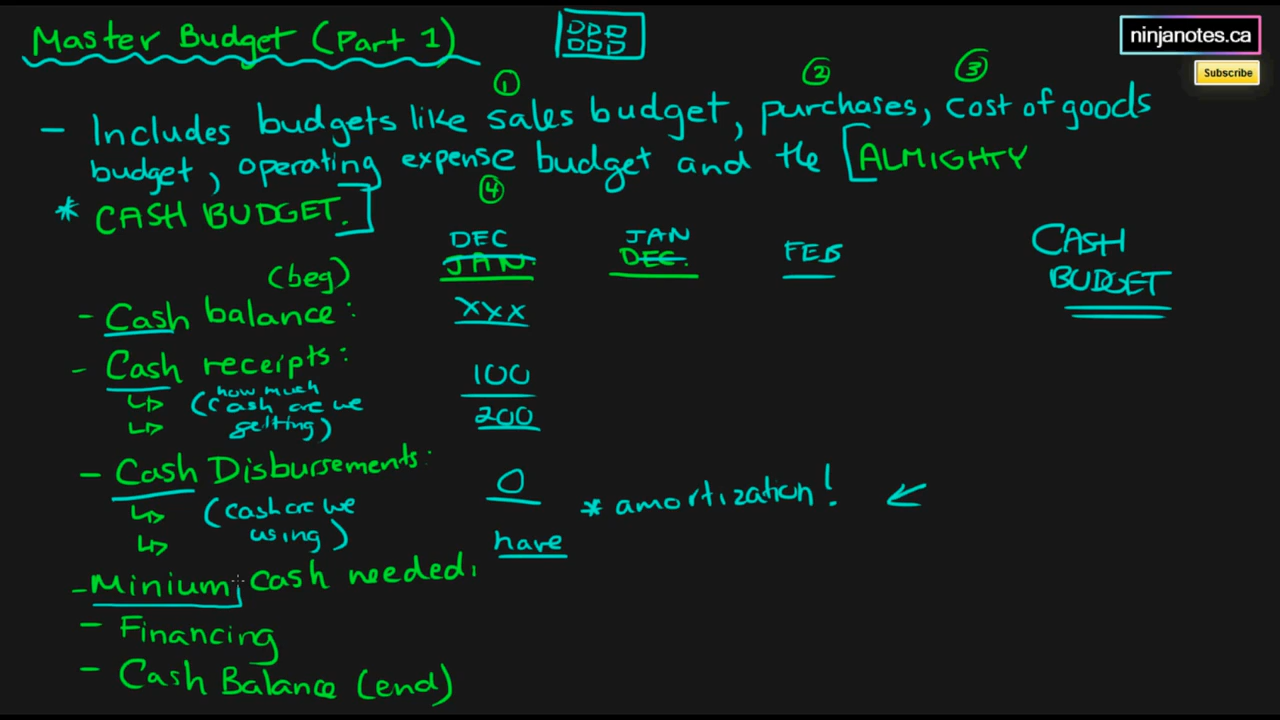 Master Budget (Part 1)
ninjanotes.ca
Subscribe
① ② ③
- Includes budgets like sales budget, purchases, cost of goods
budget, operating expense budget and the [ALMIGHTY
④
* CASH BUDGET.]
DEC JAN FEB
JAN. DEC.
CASH
BUDGET
(beg)
- Cash balance: XXX
- Cash receipts: 100
(how much
cash are we
getting)
200
- Cash Disbursements: 0
(cash are we
using)
* amortization!
have
- Minium, cash needed.
- Financing
- Cash Balance (end)